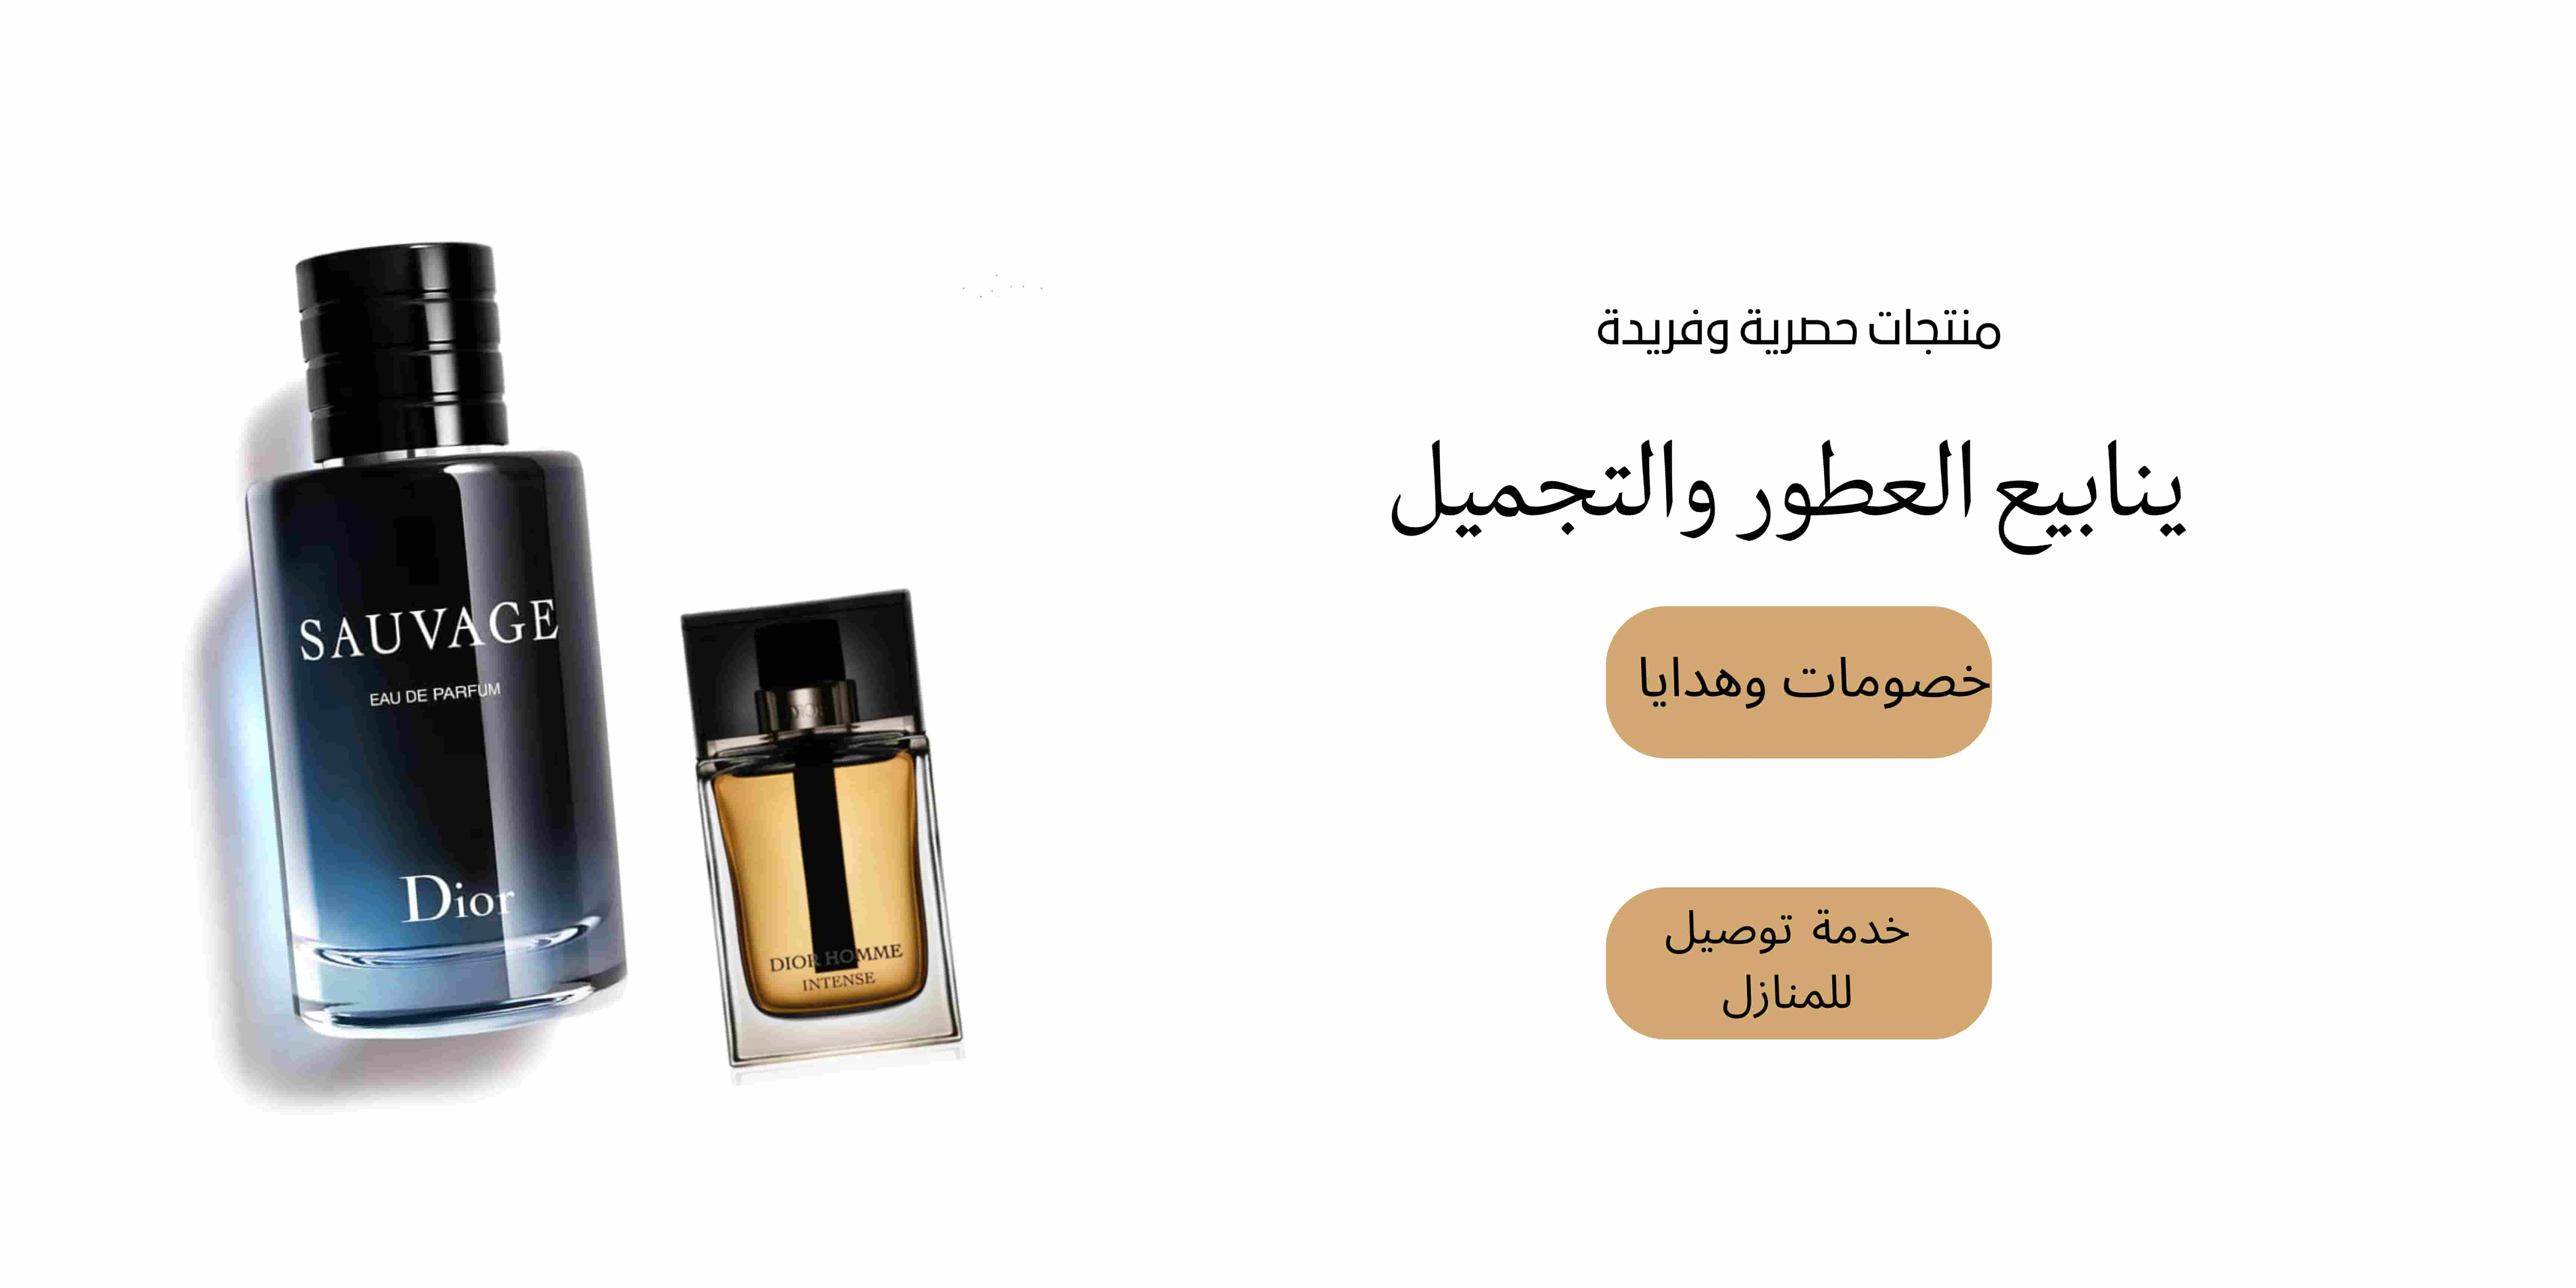 منتجات حصرية وفريدة
ينابيع العطور والتجميل
خصومات وهدايا
خدمة توصيل
للمنازل
SAUVAGE
EAU DE PARFUM
Dior
DIOR
DIOR HOMME
INTENSE